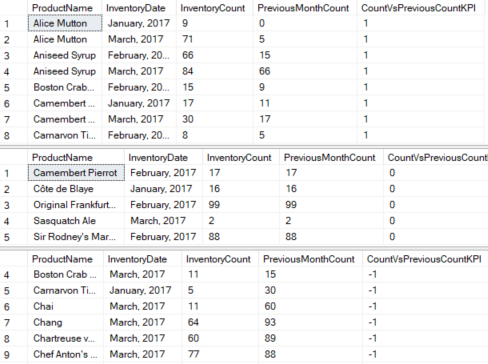 ProductName InventoryDate InventoryCount PreviousMonthCount CountVsPreviousCountKPI
1 Alice Mutton January, 2017 9 0 1
2 Alice Mutton March, 2017 71 5 1
3 Aniseed Syrup February, 20... 66 15 1
4 Aniseed Syrup March, 2017 84 66 1
5 Boston Crab... February, 20... 15 9 1
6 Camembert ... January, 2017 17 11 1
7 Camembert ... March, 2017 30 17 1
8 Carnarvon Ti... February, 20... 8 5 1
ProductName InventoryDate InventoryCount PreviousMonthCount CountVsPreviousCount
1 Camembert Pierrot February, 2017 17 17 0
2 Côte de Blaye January, 2017 16 16 0
3 Original Frankfurt... February, 2017 99 99 0
4 Sasquatch Ale March, 2017 2 2 0
5 Sir Rodney's Mar... February, 2017 88 88 0
ProductName InventoryDate InventoryCount PreviousMonthCount CountVsPreviousCountKPI
4 Boston Crab ... March, 2017 11 15 -1
5 Carnarvon Ti... January, 2017 5 30 -1
6 Chai March, 2017 11 60 -1
7 Chang March, 2017 64 93 -1
8 Chartreuse v... March, 2017 60 89 -1
9 Chef Anton's ... March, 2017 77 88 -1